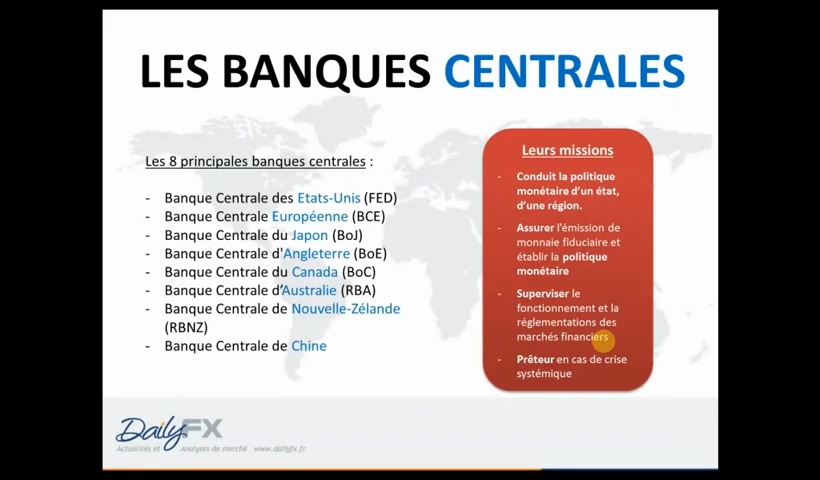 LES BANQUES CENTRALES
Les 8 principales banques centrales :
- Banque Centrale des Etats-Unis (FED)
- Banque Centrale Européenne (BCE)
- Banque Centrale du Japon (BoJ)
- Banque Centrale d'Angleterre (BoE)
- Banque Centrale du Canada (BoC)
- Banque Centrale d'Australie (RBA)
- Banque Centrale de Nouvelle-Zélande
(RBNZ)
- Banque Centrale de Chine
Leurs missions
- Conduit la politique
monétaire d'un état,
d'une région.
- Assurer l'émission de
monnaie fiduciaire et
établir la politique
monétaire
- Superviser le
fonctionnement et la
réglementations des
marchés financiers
- Prêteur en cas de crise
systémique
DailyFX
Actualités et Analyses de marché www.dailyfx.fr